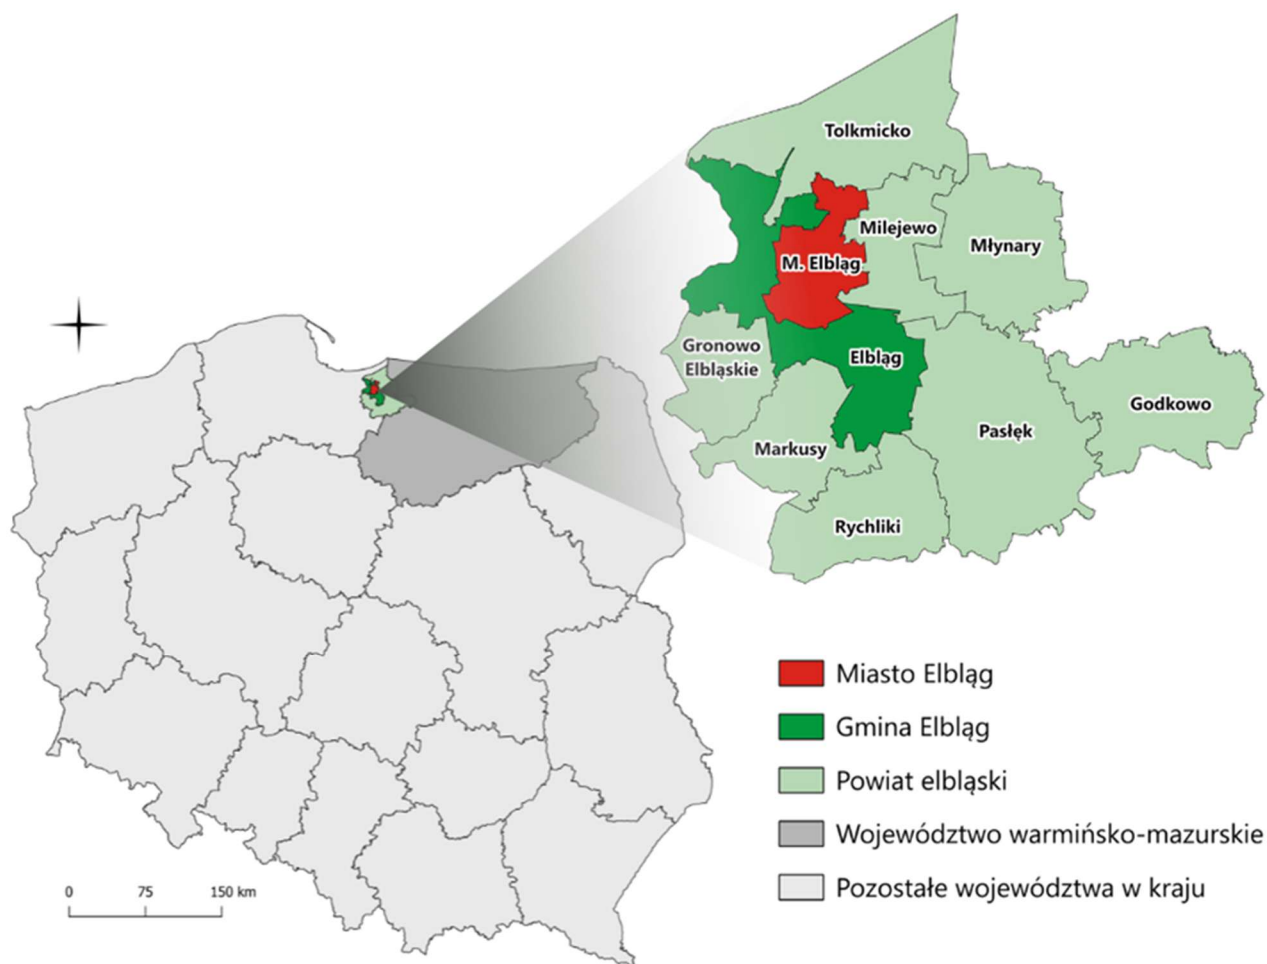 Tolkmicko
Milejewo
Młynary
M. Elbląg
Gronowo
Elbląskie
Elbląg
Godkowo
Pasłęk
Markusy
Rychliki
Miasto Elbląg
Gmina Elbląg
Powiat elbląski
Województwo warmińsko-mazurskie
Pozostałe województwa w kraju
0 75 150 km